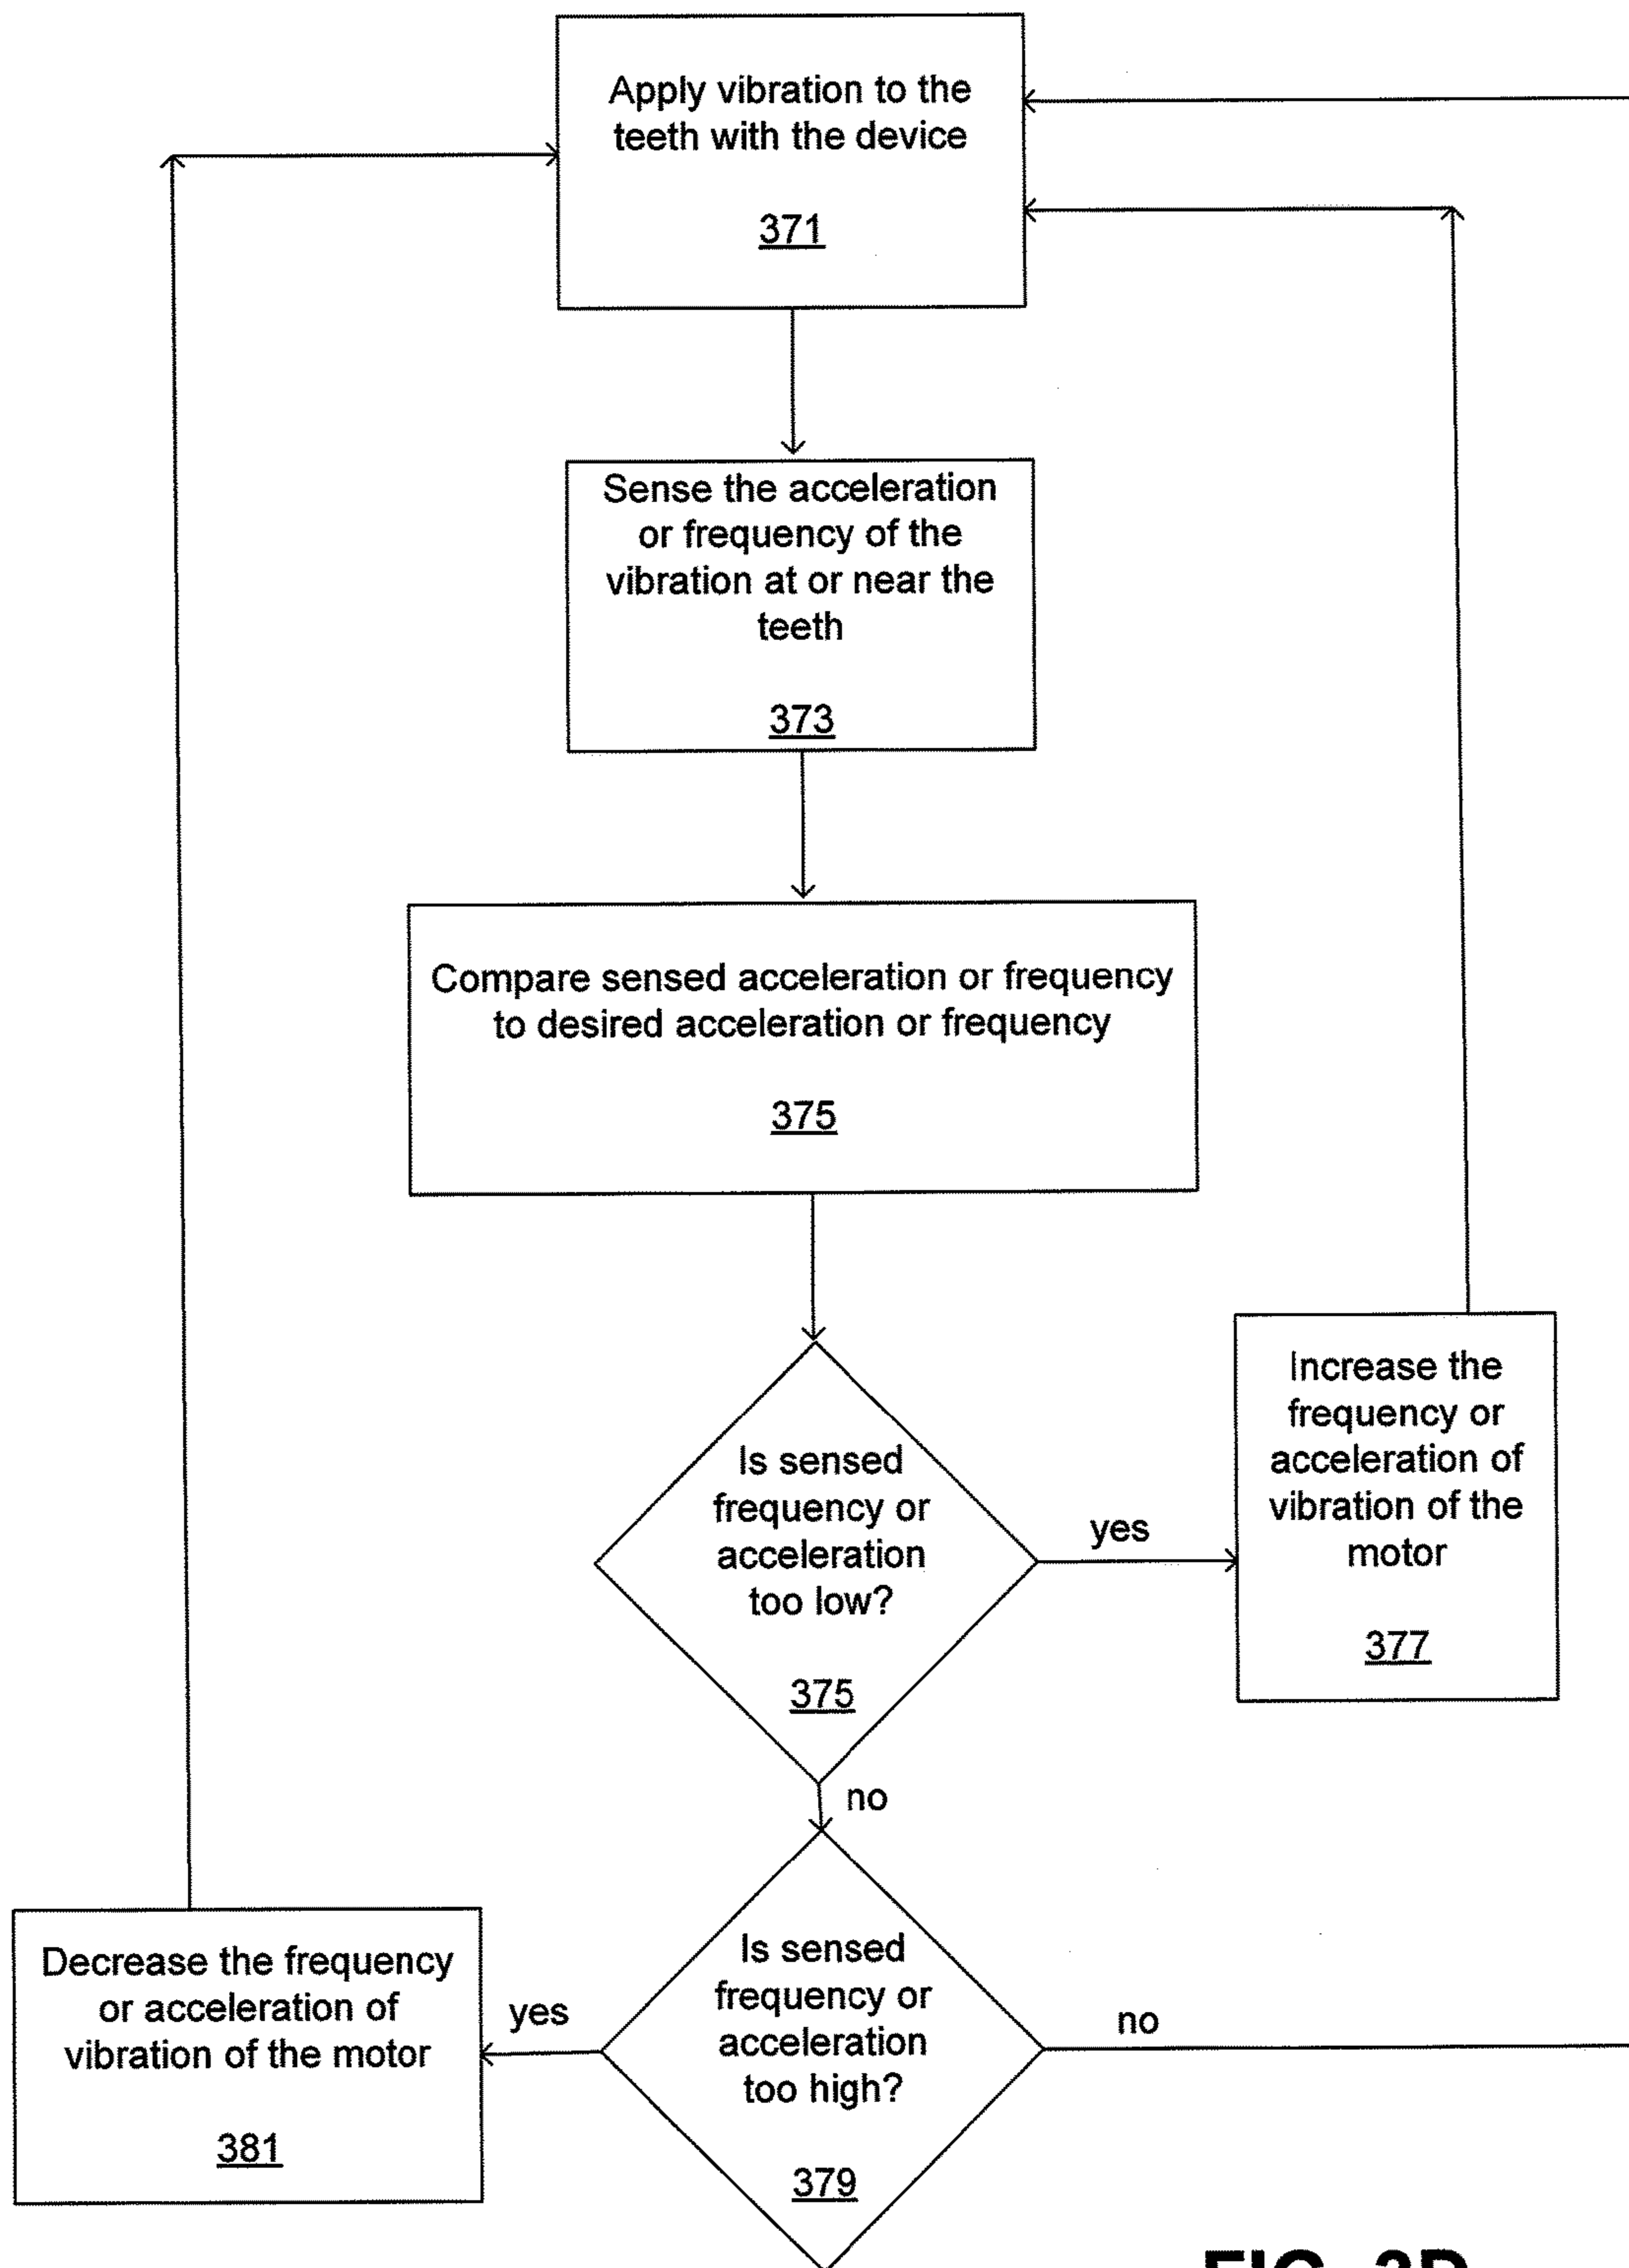 Apply vibration to the
teeth with the device
371
Sense the acceleration
or frequency of the
vibration at or near the
teeth
373
Compare sensed acceleration or frequency
to desired acceleration or frequency
375
Is sensed
frequency or
acceleration
too low?
375
yes
Increase the
frequency or
acceleration of
vibration of the
motor
377
no
Is sensed
frequency or
acceleration
too high?
379
yes
no
Decrease the frequency
or acceleration of
vibration of the motor
381
FIG. 3D